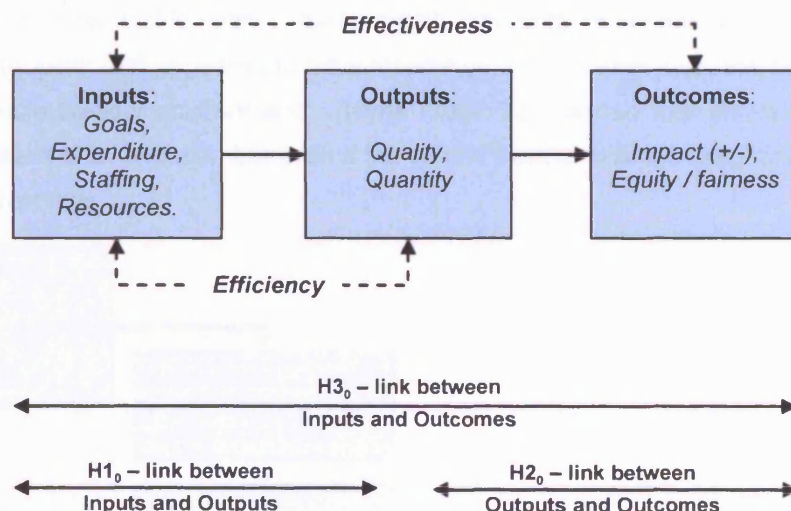 Effectiveness
Inputs:
Goals,
Expenditure,
Staffing,
Resources.
Outputs:
Quality,
Quantity
Outcomes:
Impact (+/-),
Equity / fairness
Efficiency
H3₀ – link between
Inputs and Outcomes
H1₀ – link between
Inputs and Outputs
H2₀ – link between
Outputs and Outcomes